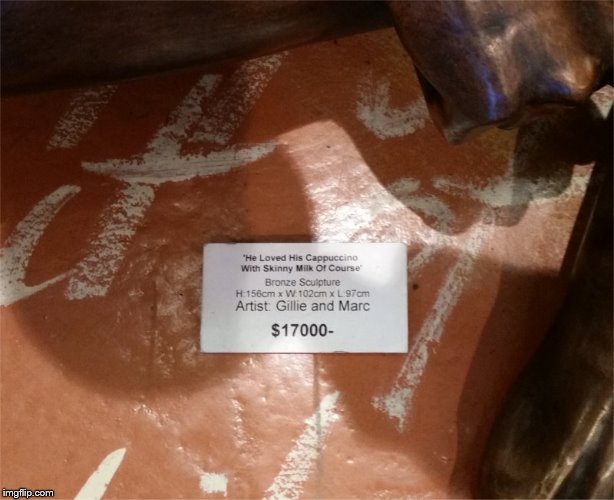 'He Loved His Cappuccino
With Skinny Milk Of Course'
Bronze Sculpture
H:156cm x W:102cm x L:97cm
Artist: Gillie and Marc
$17000-
imgflip.com